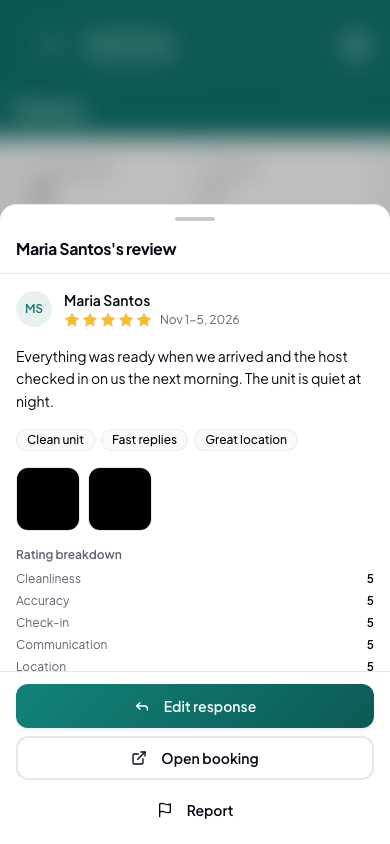 Maria Santos's review
MS
Maria Santos
Nov 1–5, 2026
Everything was ready when we arrived and the host
checked in on us the next morning. The unit is quiet at
night.
Clean unit
Fast replies
Great location
Rating breakdown
Cleanliness 5
Accuracy 5
Check-in 5
Communication 5
Location 5
Edit response
Open booking
Report